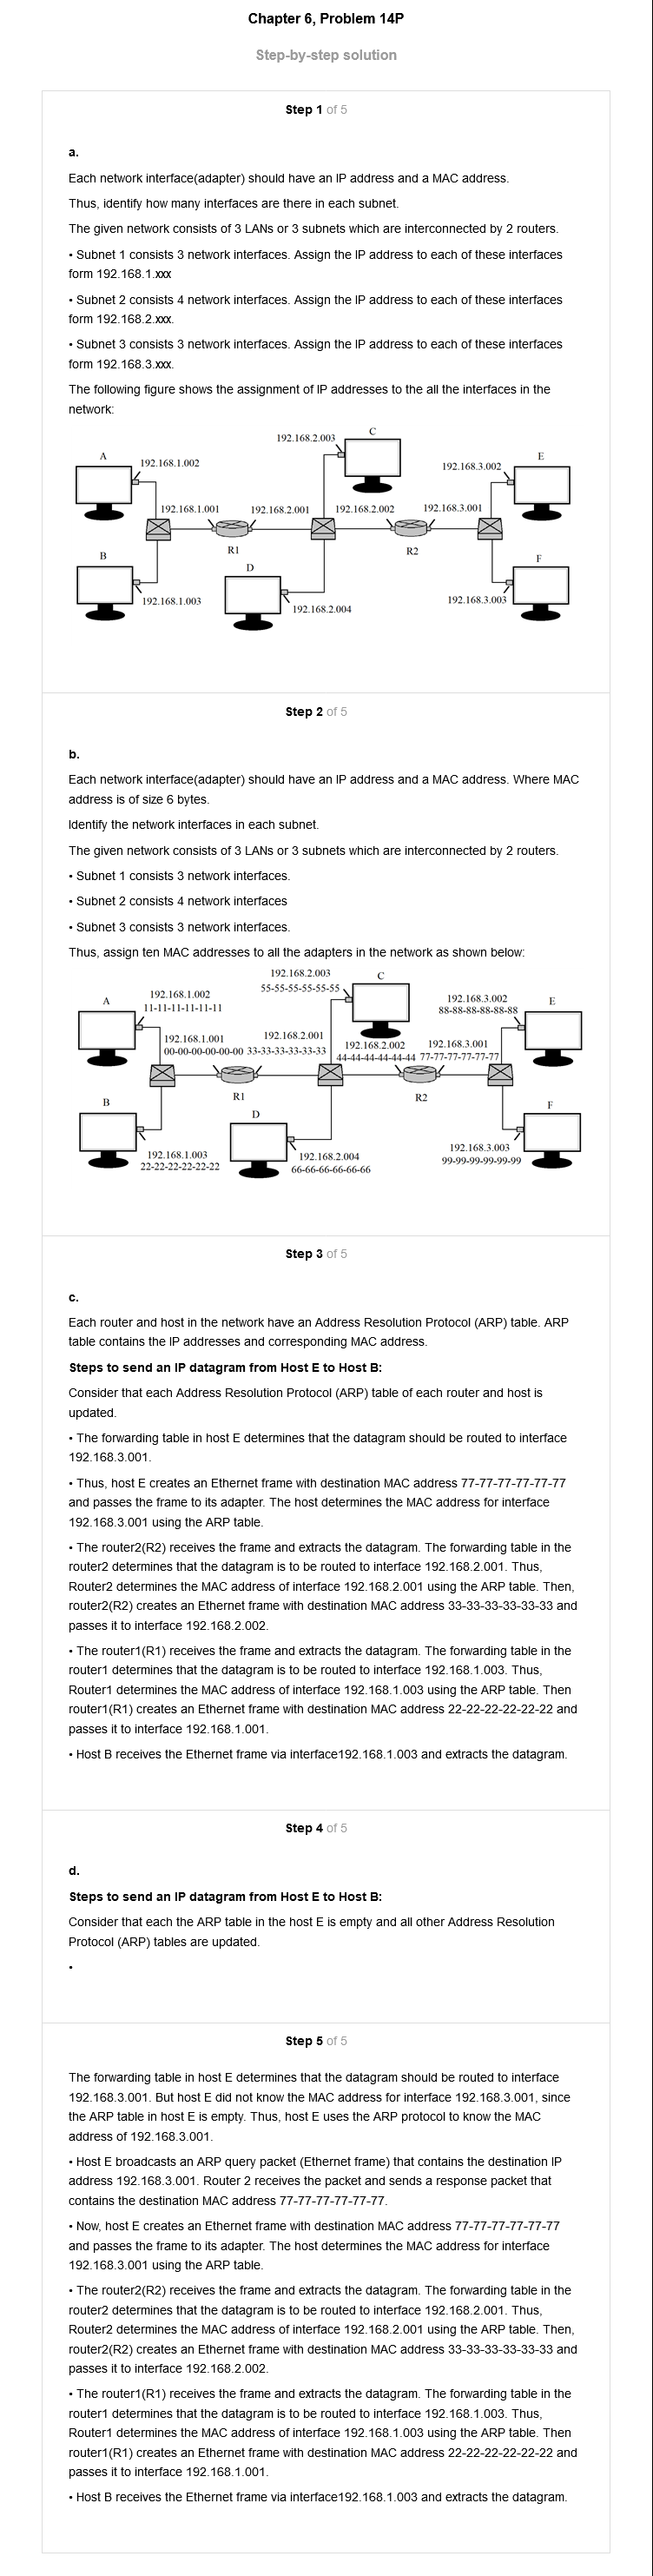 Chapter 6, Problem 14P
Step-by-step solution
Step 1 of 5
a.
Each network interface(adapter) should have an IP address and a MAC address.
Thus, identify how many interfaces are there in each subnet.
The given network consists of 3 LANs or 3 subnets which are interconnected by 2 routers.
• Subnet 1 consists 3 network interfaces. Assign the IP address to each of these interfaces
form 192.168.1.xxx
• Subnet 2 consists 4 network interfaces. Assign the IP address to each of these interfaces
form 192.168.2.xxx.
• Subnet 3 consists 3 network interfaces. Assign the IP address to each of these interfaces
form 192.168.3.xxx.
The following figure shows the assignment of IP addresses to the all the interfaces in the
network:
C
192.168.2.003
A
192.168.1.002
E
192.168.3.002
192.168.1.001
192.168.2.001
192.168.2.002
192.168.3.001
R1
R2
B
D
F
192.168.1.003
192.168.2.004
192.168.3.003
Step 2 of 5
b.
Each network interface(adapter) should have an IP address and a MAC address. Where MAC
address is of size 6 bytes.
Identify the network interfaces in each subnet.
The given network consists of 3 LANs or 3 subnets which are interconnected by 2 routers.
• Subnet 1 consists 3 network interfaces.
• Subnet 2 consists 4 network interfaces
• Subnet 3 consists 3 network interfaces.
Thus, assign ten MAC addresses to all the adapters in the network as shown below:
192.168.2.003
55-55-55-55-55-55
C
A
192.168.1.002
11-11-11-11-11-11
192.168.3.002
88-88-88-88-88-88
E
192.168.1.001
00-00-00-00-00-00
192.168.2.001
33-33-33-33-33-33
192.168.2.002
44-44-44-44-44-44
192.168.3.001
77-77-77-77-77-77
R1
R2
B
D
F
192.168.1.003
22-22-22-22-22-22
192.168.2.004
66-66-66-66-66-66
192.168.3.003
99-99-99-99-99-99
Step 3 of 5
c.
Each router and host in the network have an Address Resolution Protocol (ARP) table. ARP
table contains the IP addresses and corresponding MAC address.
Steps to send an IP datagram from Host E to Host B:
Consider that each Address Resolution Protocol (ARP) table of each router and host is
updated.
• The forwarding table in host E determines that the datagram should be routed to interface
192.168.3.001.
• Thus, host E creates an Ethernet frame with destination MAC address 77-77-77-77-77-77
and passes the frame to its adapter. The host determines the MAC address for interface
192.168.3.001 using the ARP table.
• The router2(R2) receives the frame and extracts the datagram. The forwarding table in the
router2 determines that the datagram is to be routed to interface 192.168.2.001. Thus,
Router2 determines the MAC address of interface 192.168.2.001 using the ARP table. Then,
router2(R2) creates an Ethernet frame with destination MAC address 33-33-33-33-33-33 and
passes it to interface 192.168.2.002.
• The router1(R1) receives the frame and extracts the datagram. The forwarding table in the
router1 determines that the datagram is to be routed to interface 192.168.1.003. Thus,
Router1 determines the MAC address of interface 192.168.1.003 using the ARP table. Then
router1(R1) creates an Ethernet frame with destination MAC address 22-22-22-22-22-22 and
passes it to interface 192.168.1.001.
• Host B receives the Ethernet frame via interface192.168.1.003 and extracts the datagram.
Step 4 of 5
d.
Steps to send an IP datagram from Host E to Host B:
Consider that each the ARP table in the host E is empty and all other Address Resolution
Protocol (ARP) tables are updated.
•
Step 5 of 5
The forwarding table in host E determines that the datagram should be routed to interface
192.168.3.001. But host E did not know the MAC address for interface 192.168.3.001, since
the ARP table in host E is empty. Thus, host E uses the ARP protocol to know the MAC
address of 192.168.3.001.
• Host E broadcasts an ARP query packet (Ethernet frame) that contains the destination IP
address 192.168.3.001. Router 2 receives the packet and sends a response packet that
contains the destination MAC address 77-77-77-77-77-77.
• Now, host E creates an Ethernet frame with destination MAC address 77-77-77-77-77-77
and passes the frame to its adapter. The host determines the MAC address for interface
192.168.3.001 using the ARP table.
• The router2(R2) receives the frame and extracts the datagram. The forwarding table in the
router2 determines that the datagram is to be routed to interface 192.168.2.001. Thus,
Router2 determines the MAC address of interface 192.168.2.001 using the ARP table. Then,
router2(R2) creates an Ethernet frame with destination MAC address 33-33-33-33-33-33 and
passes it to interface 192.168.2.002.
• The router1(R1) receives the frame and extracts the datagram. The forwarding table in the
router1 determines that the datagram is to be routed to interface 192.168.1.003. Thus,
Router1 determines the MAC address of interface 192.168.1.003 using the ARP table. Then
router1(R1) creates an Ethernet frame with destination MAC address 22-22-22-22-22-22 and
passes it to interface 192.168.1.001.
• Host B receives the Ethernet frame via interface192.168.1.003 and extracts the datagram.